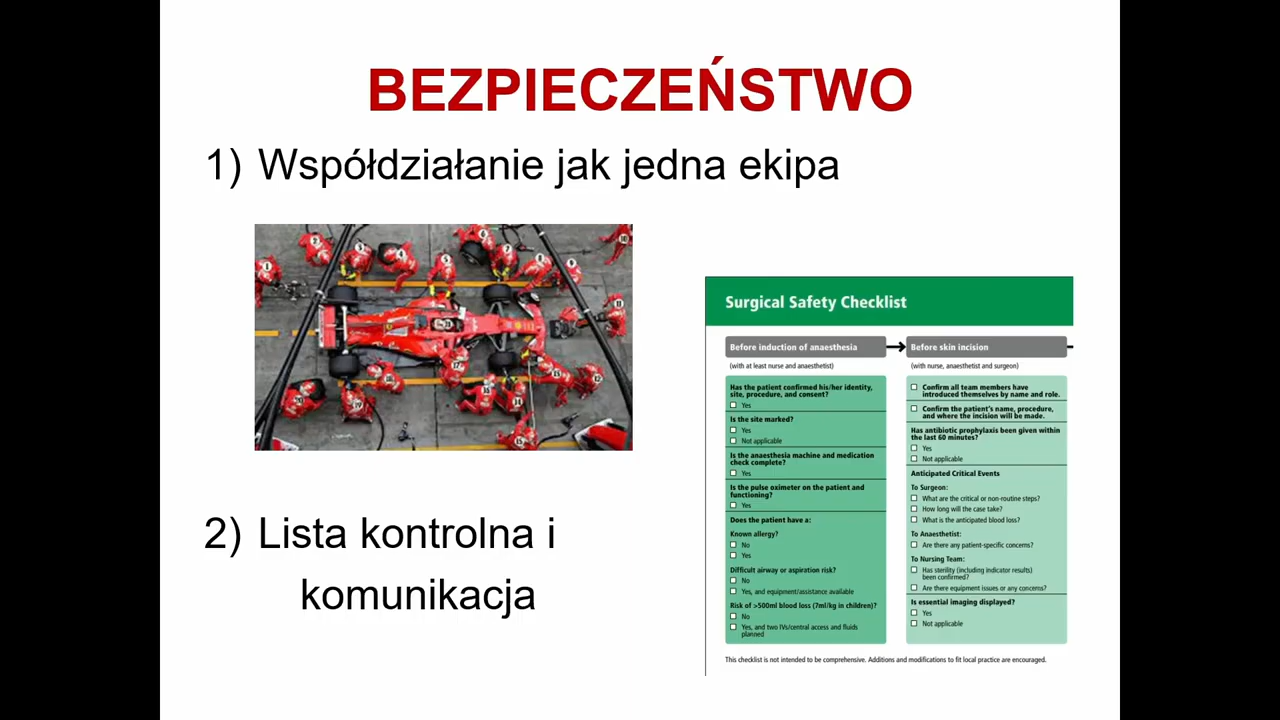 BEZPIECZEŃSTWO
1) Współdziałanie jak jedna ekipa
2) Lista kontrolna i
komunikacja
Surgical Safety Checklist
Before induction of anaesthesia
(with at least nurse and anaesthetist)
Has the patient confirmed his/her identity,
site, procedure, and consent?
Yes
Is the site marked?
Yes
Not applicable
Is the anaesthesia machine and medication
check complete?
Yes
Is the pulse oximeter on the patient and
functioning?
Yes
Does the patient have a:
Known allergy?
No
Yes
Difficult airway or aspiration risk?
No
Yes, and equipment/assistance available
Risk of >500ml blood loss (7ml/kg in children)?
No
Yes, and two IVs/central access and fluids
planned
Before skin incision
(with nurse, anaesthetist and surgeon)
Confirm all team members have
introduced themselves by name and role.
Confirm the patient's name, procedure,
and where the incision will be made.
Has antibiotic prophylaxis been given within
the last 60 minutes?
Yes
Not applicable
Anticipated Critical Events
To Surgeon:
What are the critical or non-routine steps?
How long will the case take?
What is the anticipated blood loss?
To Anaesthetist:
Are there any patient-specific concerns?
To Nursing Team:
Has sterility (including indicator results)
been confirmed?
Are there equipment issues or any concerns?
Is essential imaging displayed?
Yes
Not applicable
This checklist is not intended to be comprehensive. Additions and modifications to fit local practice are encouraged.